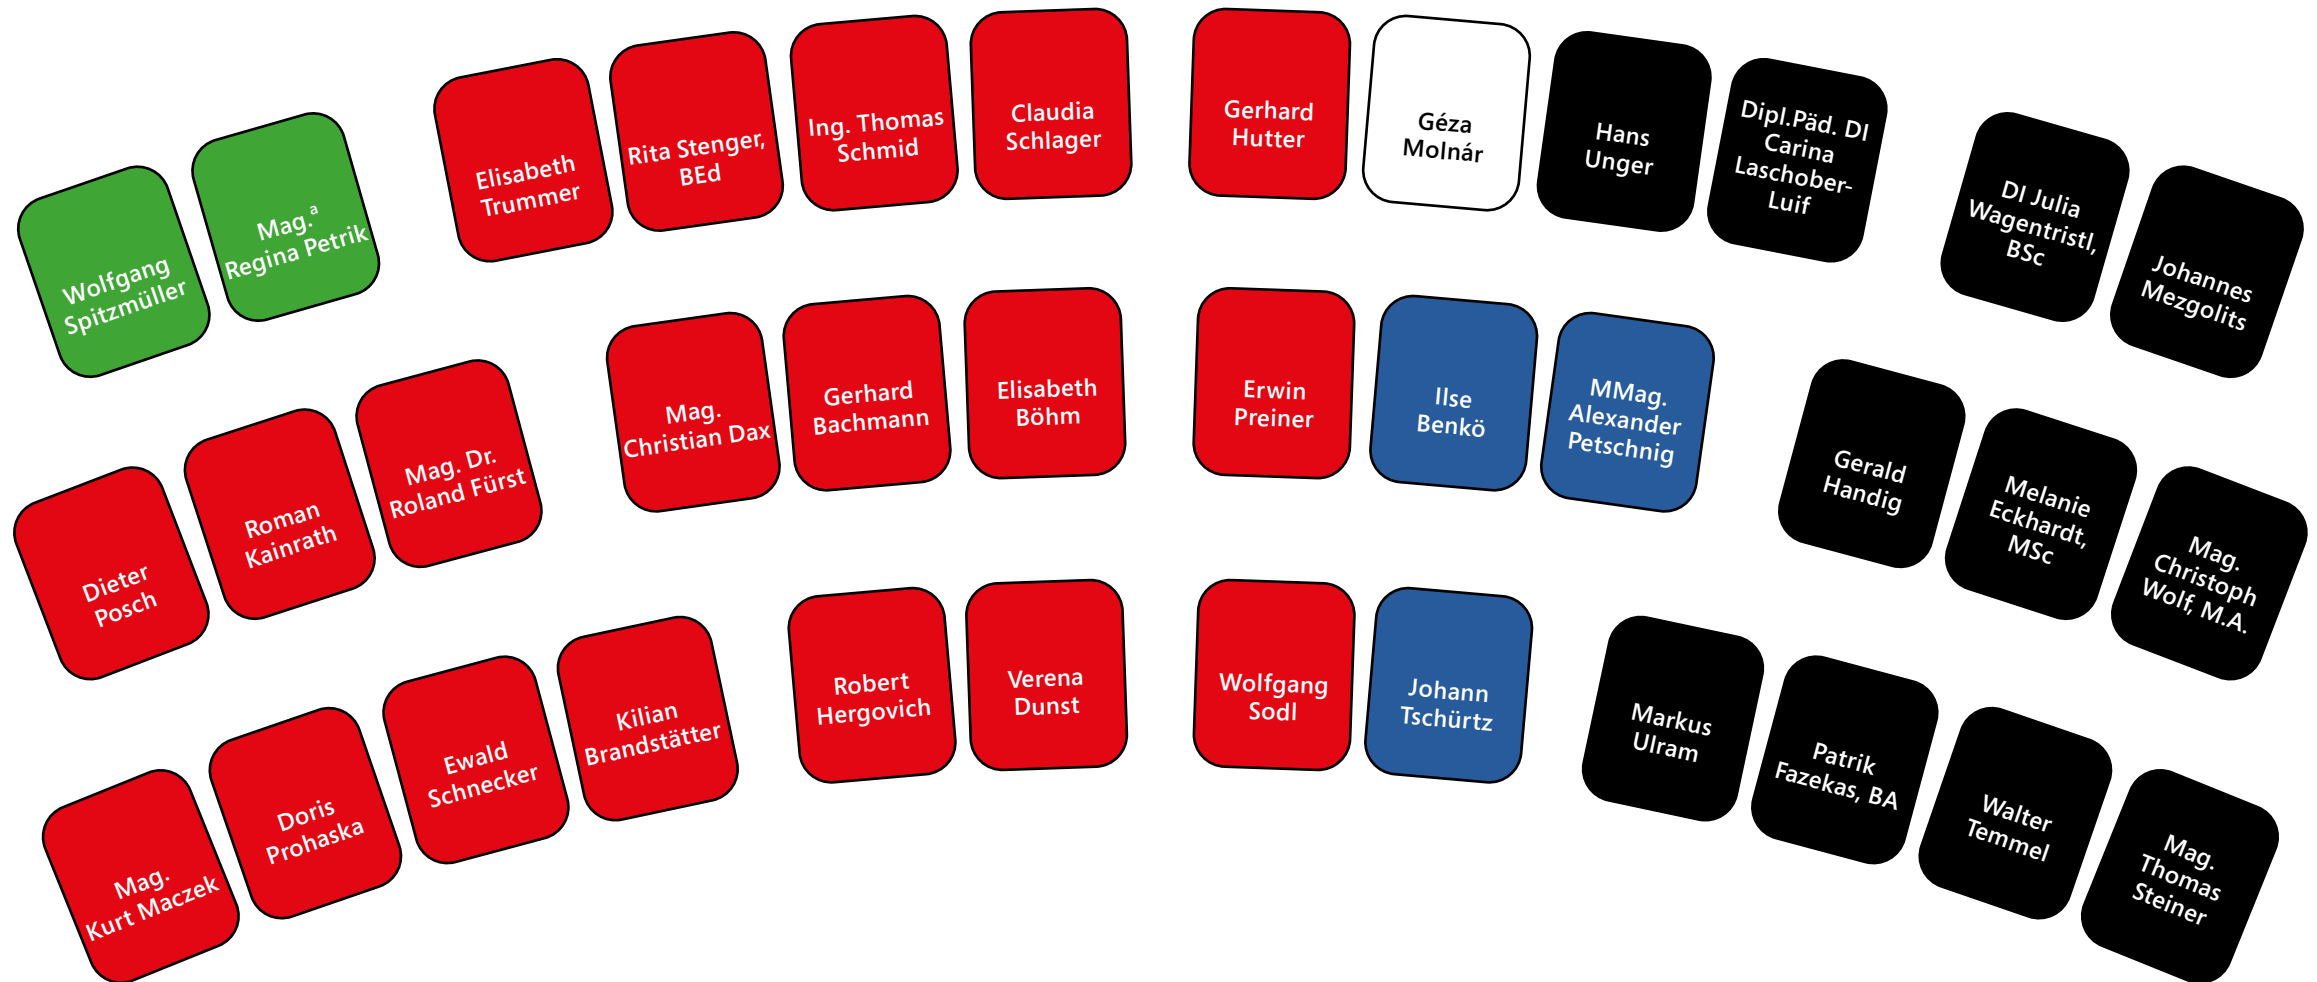 Wolfgang
Spitzmüller
Mag.ᵃ
Regina Petrik
Elisabeth
Trummer
Rita Stenger,
BEd
Ing. Thomas
Schmid
Claudia
Schlager
Gerhard
Hutter
Géza
Molnár
Hans
Unger
Dipl.Päd. DI
Carina
Laschober-
Luif
DI Julia
Wagentristl,
BSc
Johannes
Mezgolits
Dieter
Posch
Roman
Kainrath
Mag. Dr.
Roland Fürst
Mag.
Christian Dax
Gerhard
Bachmann
Elisabeth
Böhm
Erwin
Preiner
Ilse
Benkö
MMag.
Alexander
Petschnig
Gerald
Handig
Melanie
Eckhardt,
MSc
Mag.
Christoph
Wolf, M.A.
Mag.
Kurt Maczek
Doris
Prohaska
Ewald
Schnecker
Kilian
Brandstätter
Robert
Hergovich
Verena
Dunst
Wolfgang
Sodl
Johann
Tschürtz
Markus
Ulram
Patrik
Fazekas, BA
Walter
Temmel
Mag.
Thomas
Steiner